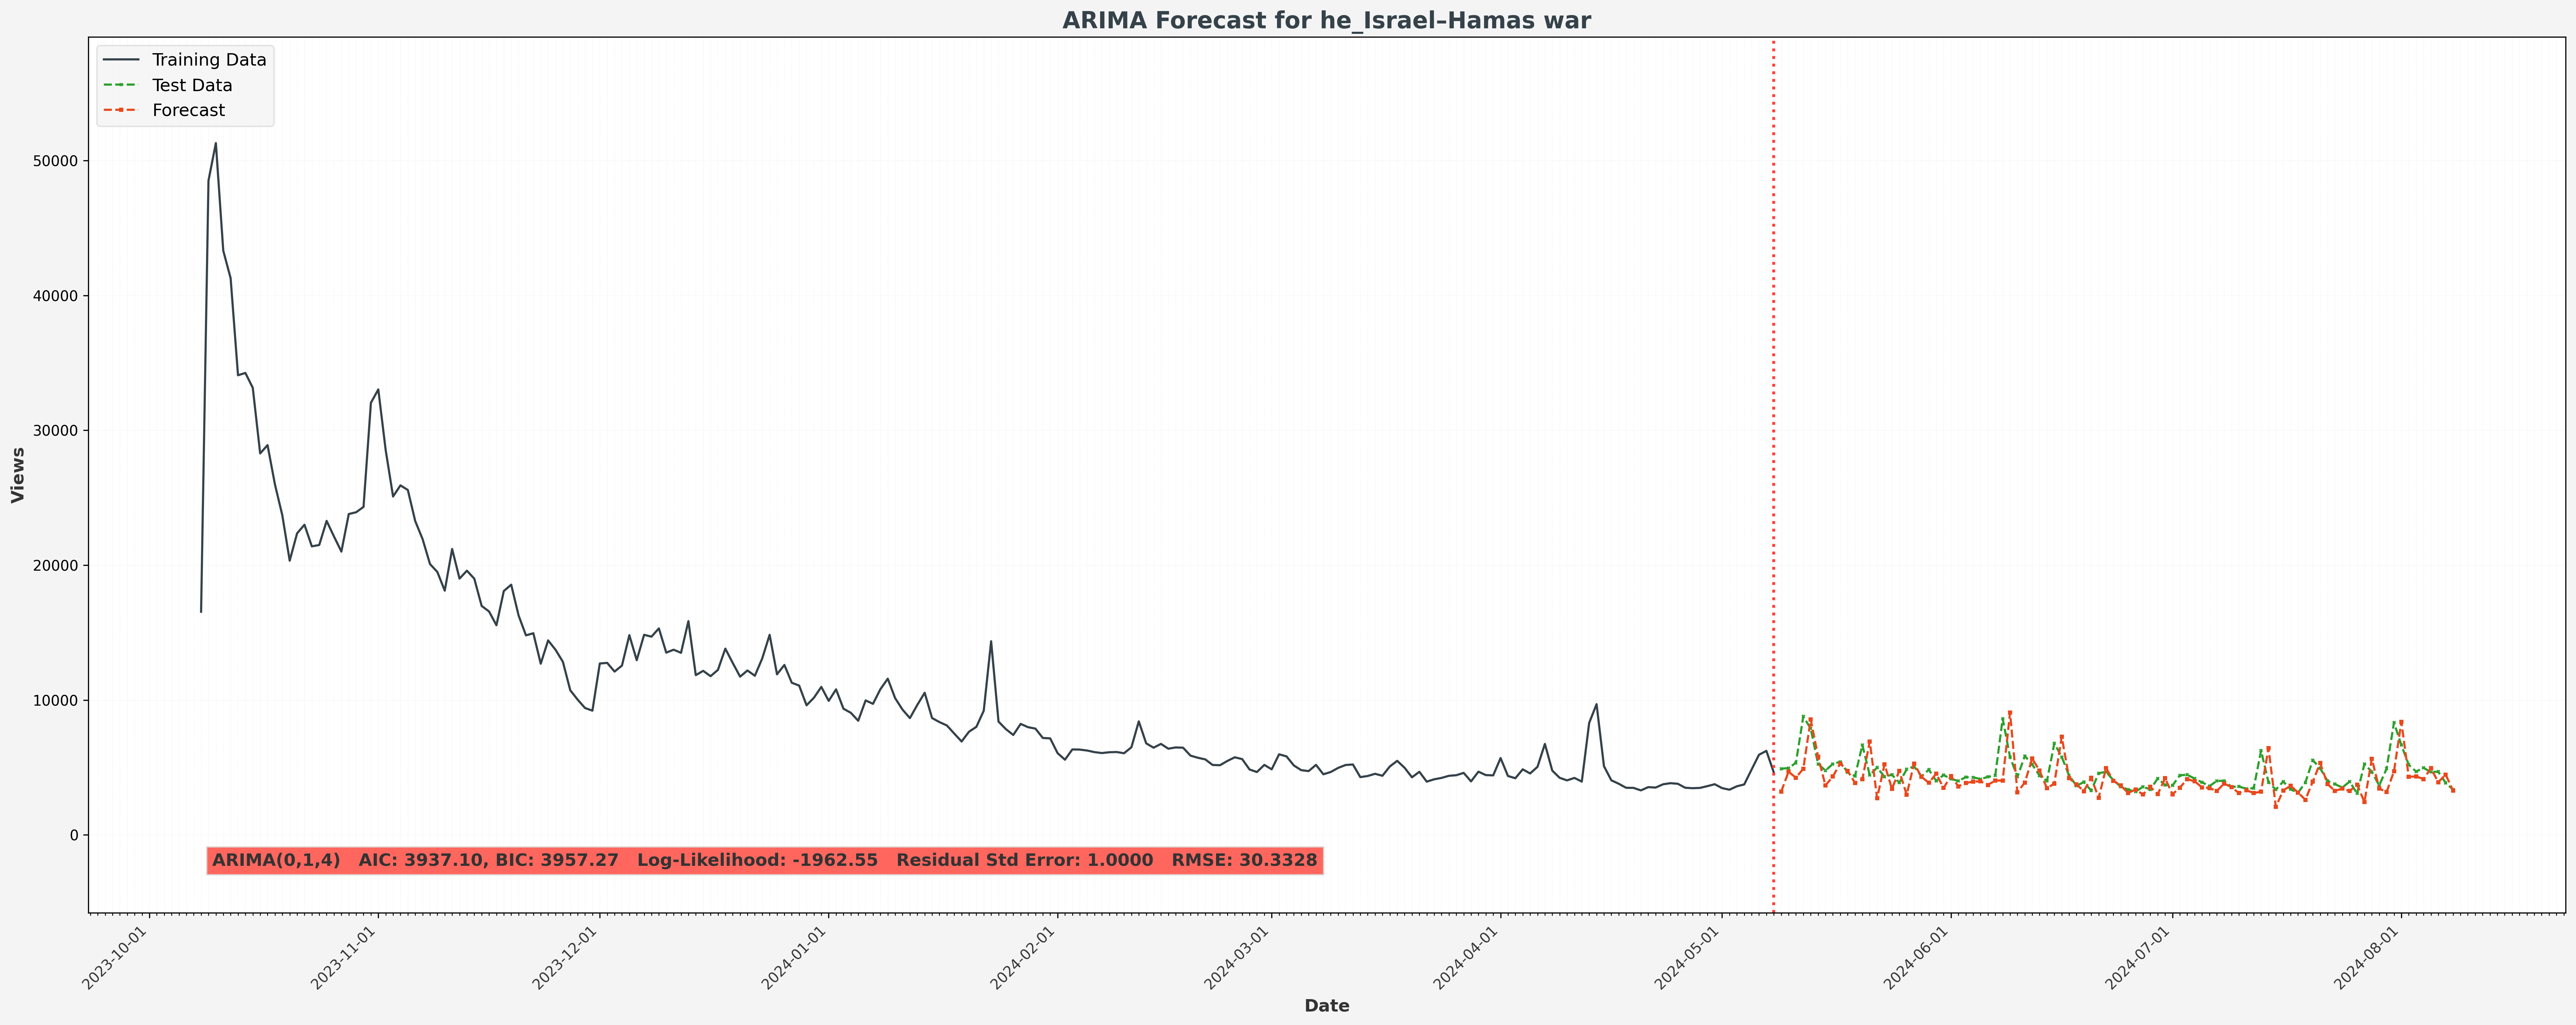 ARIMA Forecast for he_Israel–Hamas war
Training Data
Test Data
Forecast
Views
50000
40000
30000
20000
10000
0
ARIMA(0,1,4)   AIC: 3937.10, BIC: 3957.27   Log-Likelihood: -1962.55   Residual Std Error: 1.0000   RMSE: 30.3328
2023-10-01
2023-11-01
2023-12-01
2024-01-01
2024-02-01
2024-03-01
2024-04-01
2024-05-01
2024-06-01
2024-07-01
2024-08-01
Date